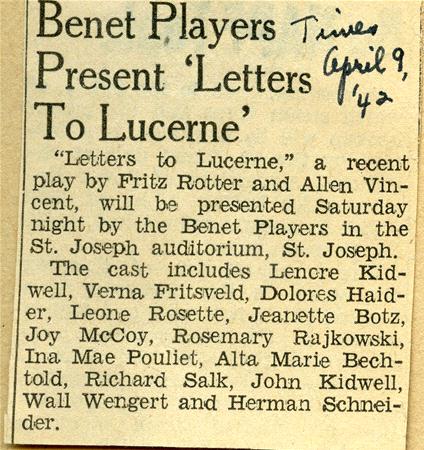 Benet Players
Present 'Letters
To Lucerne'
Times
April 9,
'42
"Letters to Lucerne," a recent
play by Fritz Rotter and Allen Vin-
cent, will be presented Saturday
night by the Benet Players in the
St. Joseph auditorium, St. Joseph.
The cast includes Lenore Kid-
well, Verna Fritsveld, Dolores Haid-
er, Leone Rosette, Jeanette Botz,
Joy McCoy, Rosemary Rajkowski,
Ina Mae Pouliet, Alta Marie Bech-
told, Richard Salk, John Kidwell,
Wall Wengert and Herman Schnei-
der.